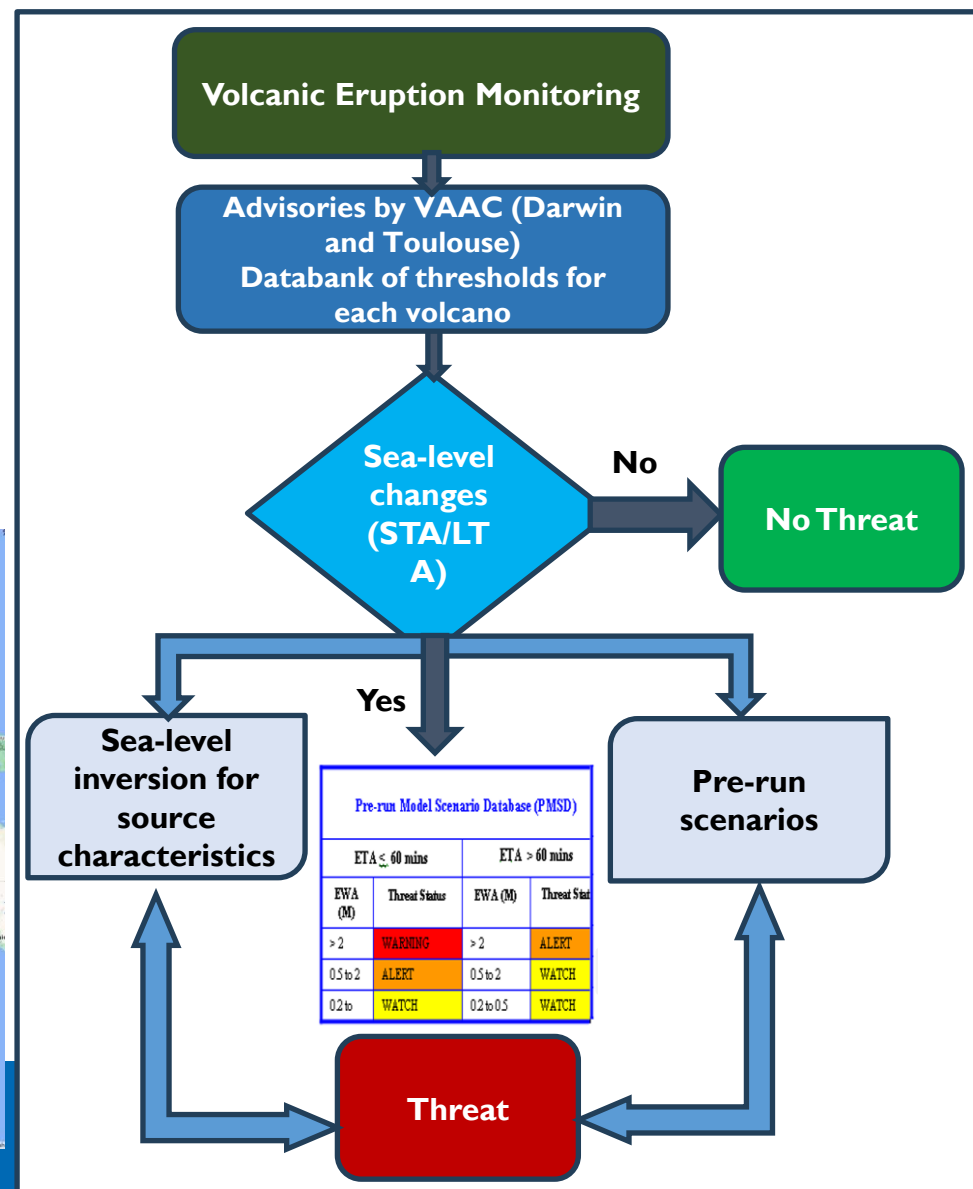 Volcanic Eruption Monitoring
Advisories by VAAC (Darwin
and Toulouse)
Databank of thresholds for
each volcano
Sea-level
changes
(STA/LT
A)
No
No Threat
Yes
Sea-level
inversion for
source
characteristics
Pre-run Model Scenario Database (PMSD)
ETA ≤ 60 mins ETA > 60 mins
EWA
(M)
Threat Status EWA (M) Threat Stat
> 2 WARNING > 2 ALERT
0.5 to 2 ALERT 0.5 to 2 WATCH
0.2 to WATCH 0.2 to 0.5 WATCH
Pre-run
scenarios
Threat